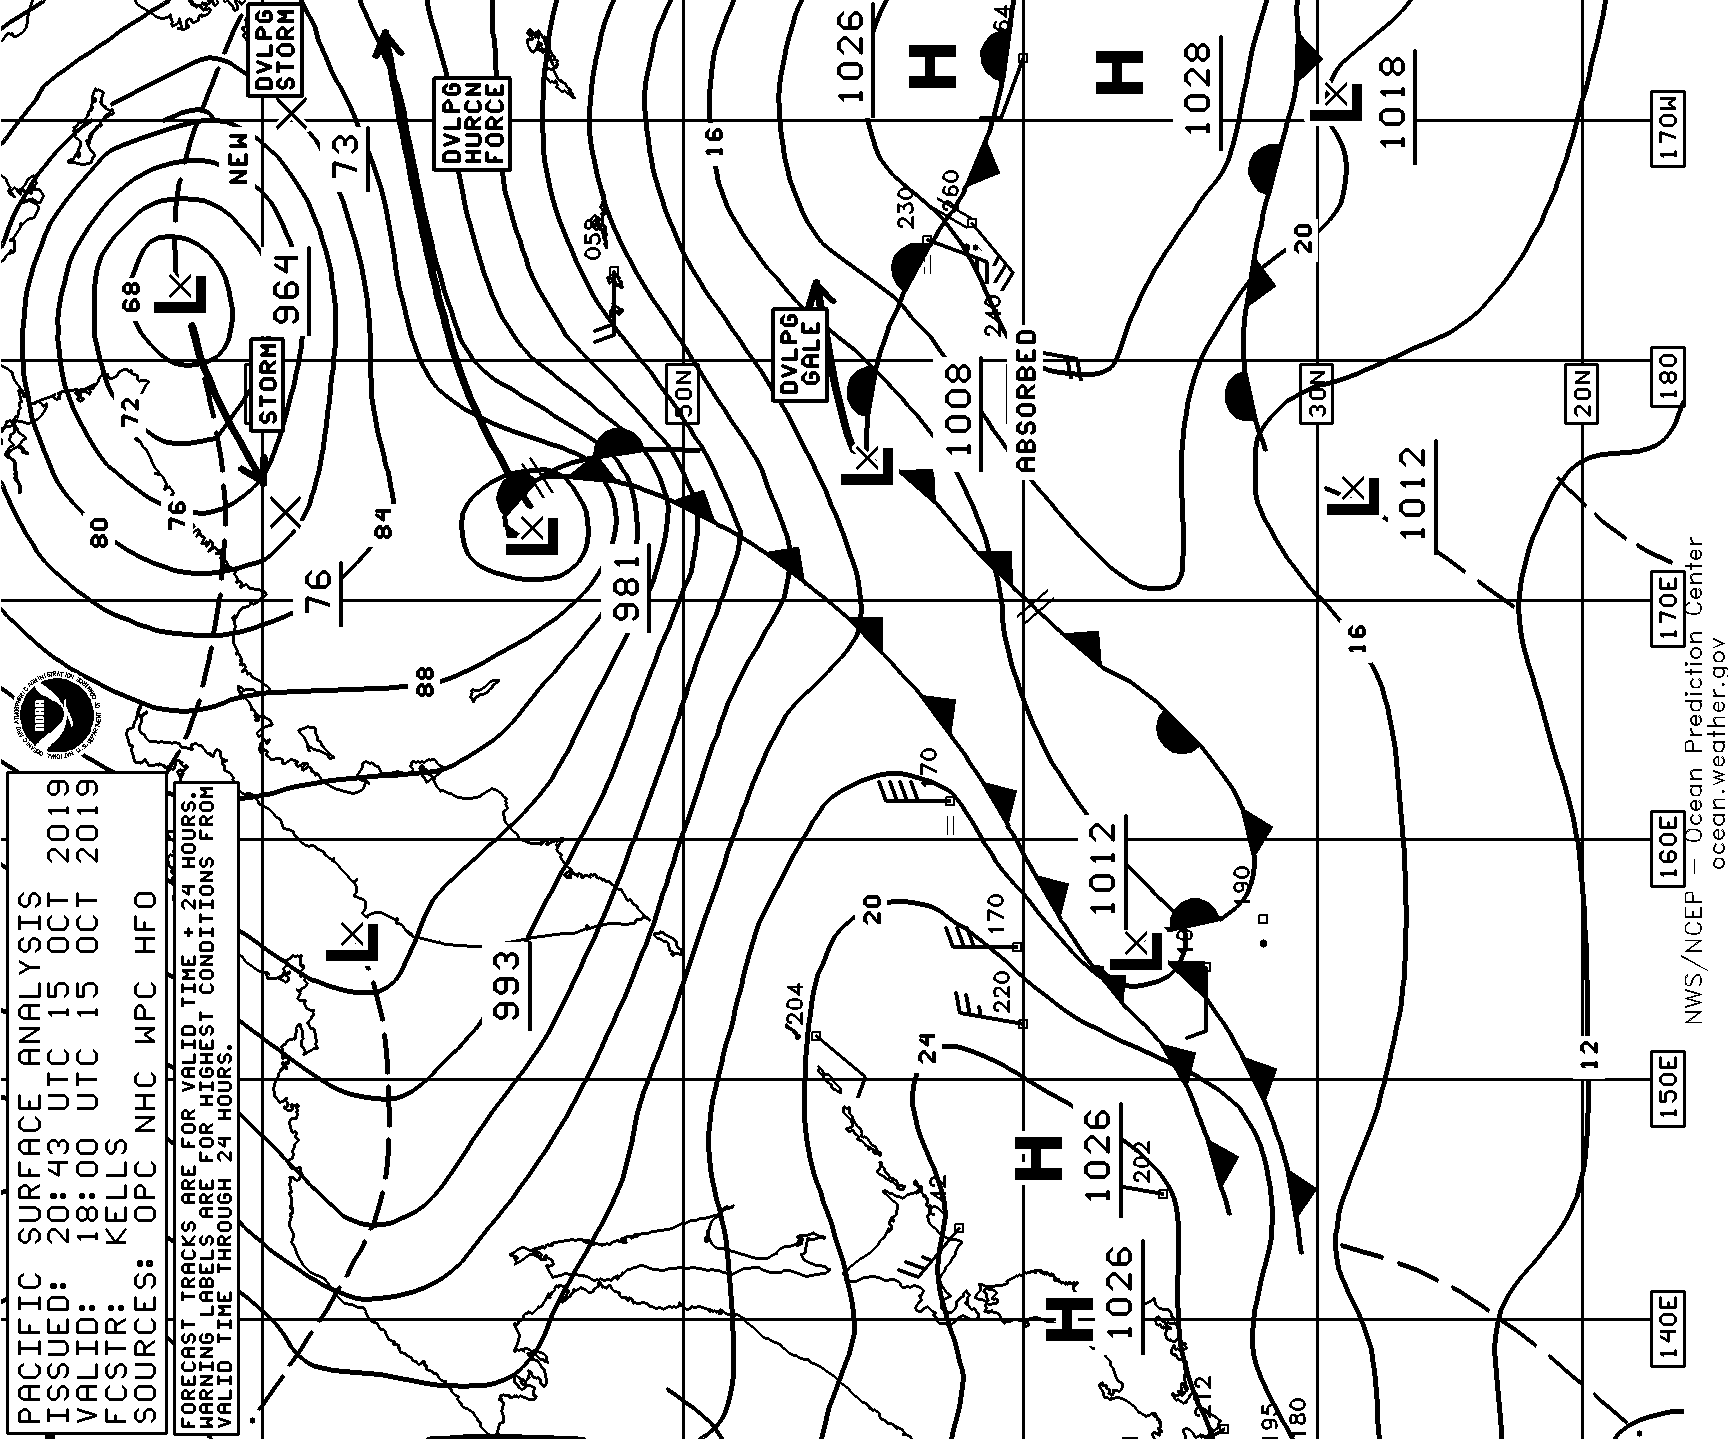 PACIFIC SURFACE ANALYSIS
ISSUED: 20:43 UTC 15 OCT 2019
VALID: 18:00 UTC 15 OCT 2019
FCSTR: KELLS
SOURCES: OPC NHC WPC HFO
FORECAST TRACKS ARE FOR VALID TIME + 24 HOURS.
WARNING LABELS ARE FOR HIGHEST CONDITIONS FROM
VALID TIME THROUGH 24 HOURS.
NOAA
DVLPG
STORM
NEW
73
68
L
964
STORM
72
76
80
84
76
88
DVLPG
HURCN
FORCE
L
981
L
993
16
058
50N
DVLPG
GALE
1026
H
64
H
1028
L
1018
230
260
240
L
1008
ABSORBED
20
30N
20N
L
1012
16
170
170
220
20
204
24
L
1012
190
H
1026
202
242
H
1026
212
195
180
12
170W
180
170E
160E
150E
140E
NWS/NCEP – Ocean Prediction Center
ocean.weather.gov